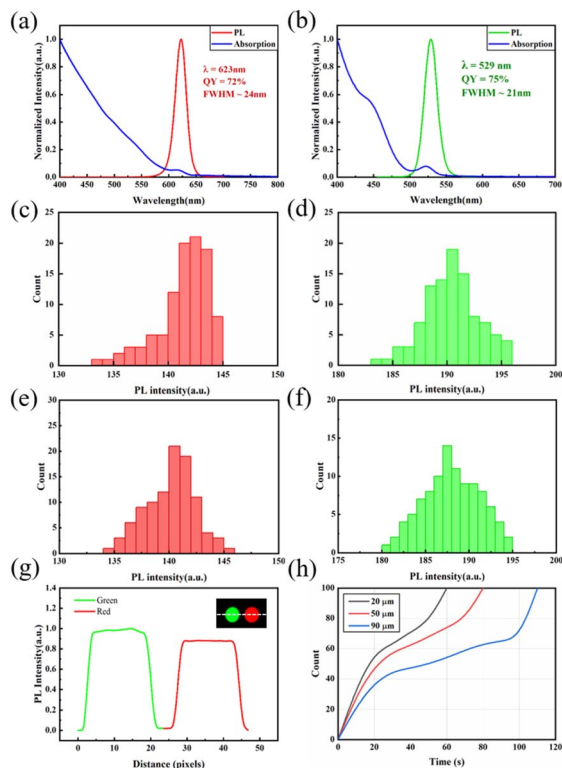 (a)
Normalized Intensity(a.u.)
1.0
0.8
0.6
0.4
0.2
0.0
PL
Absorption
λ = 623nm
QY = 72%
FWHM ~ 24nm
400 450 500 550 600 650 700 750 800
Wavelength(nm)
(b)
Normalized Intensity(a.u.)
1.0
0.8
0.6
0.4
0.2
0.0
PL
Absorption
λ = 529 nm
QY = 75%
FWHM ~ 21nm
400 450 500 550 600 650 700
Wavelength(nm)
(c)
Count
25
20
15
10
5
0
130 135 140 145 150
PL intensity(a.u.)
(d)
Count
25
20
15
10
5
0
180 185 190 195 200
PL intensity(a.u.)
(e)
Count
30
25
20
15
10
5
0
130 135 140 145 150
PL intensity(a.u.)
(f)
Count
20
15
10
5
0
175 180 185 190 195 200
PL intensity(a.u.)
(g)
PL Intensity(a.u.)
1.4
1.2
1.0
0.8
0.6
0.4
0.2
0.0
Green
Red
0 10 20 30 40 50
Distance (pixels)
(h)
Count
100
80
60
40
20
0
20 μm
50 μm
90 μm
0 20 40 60 80 100 120
Time (s)